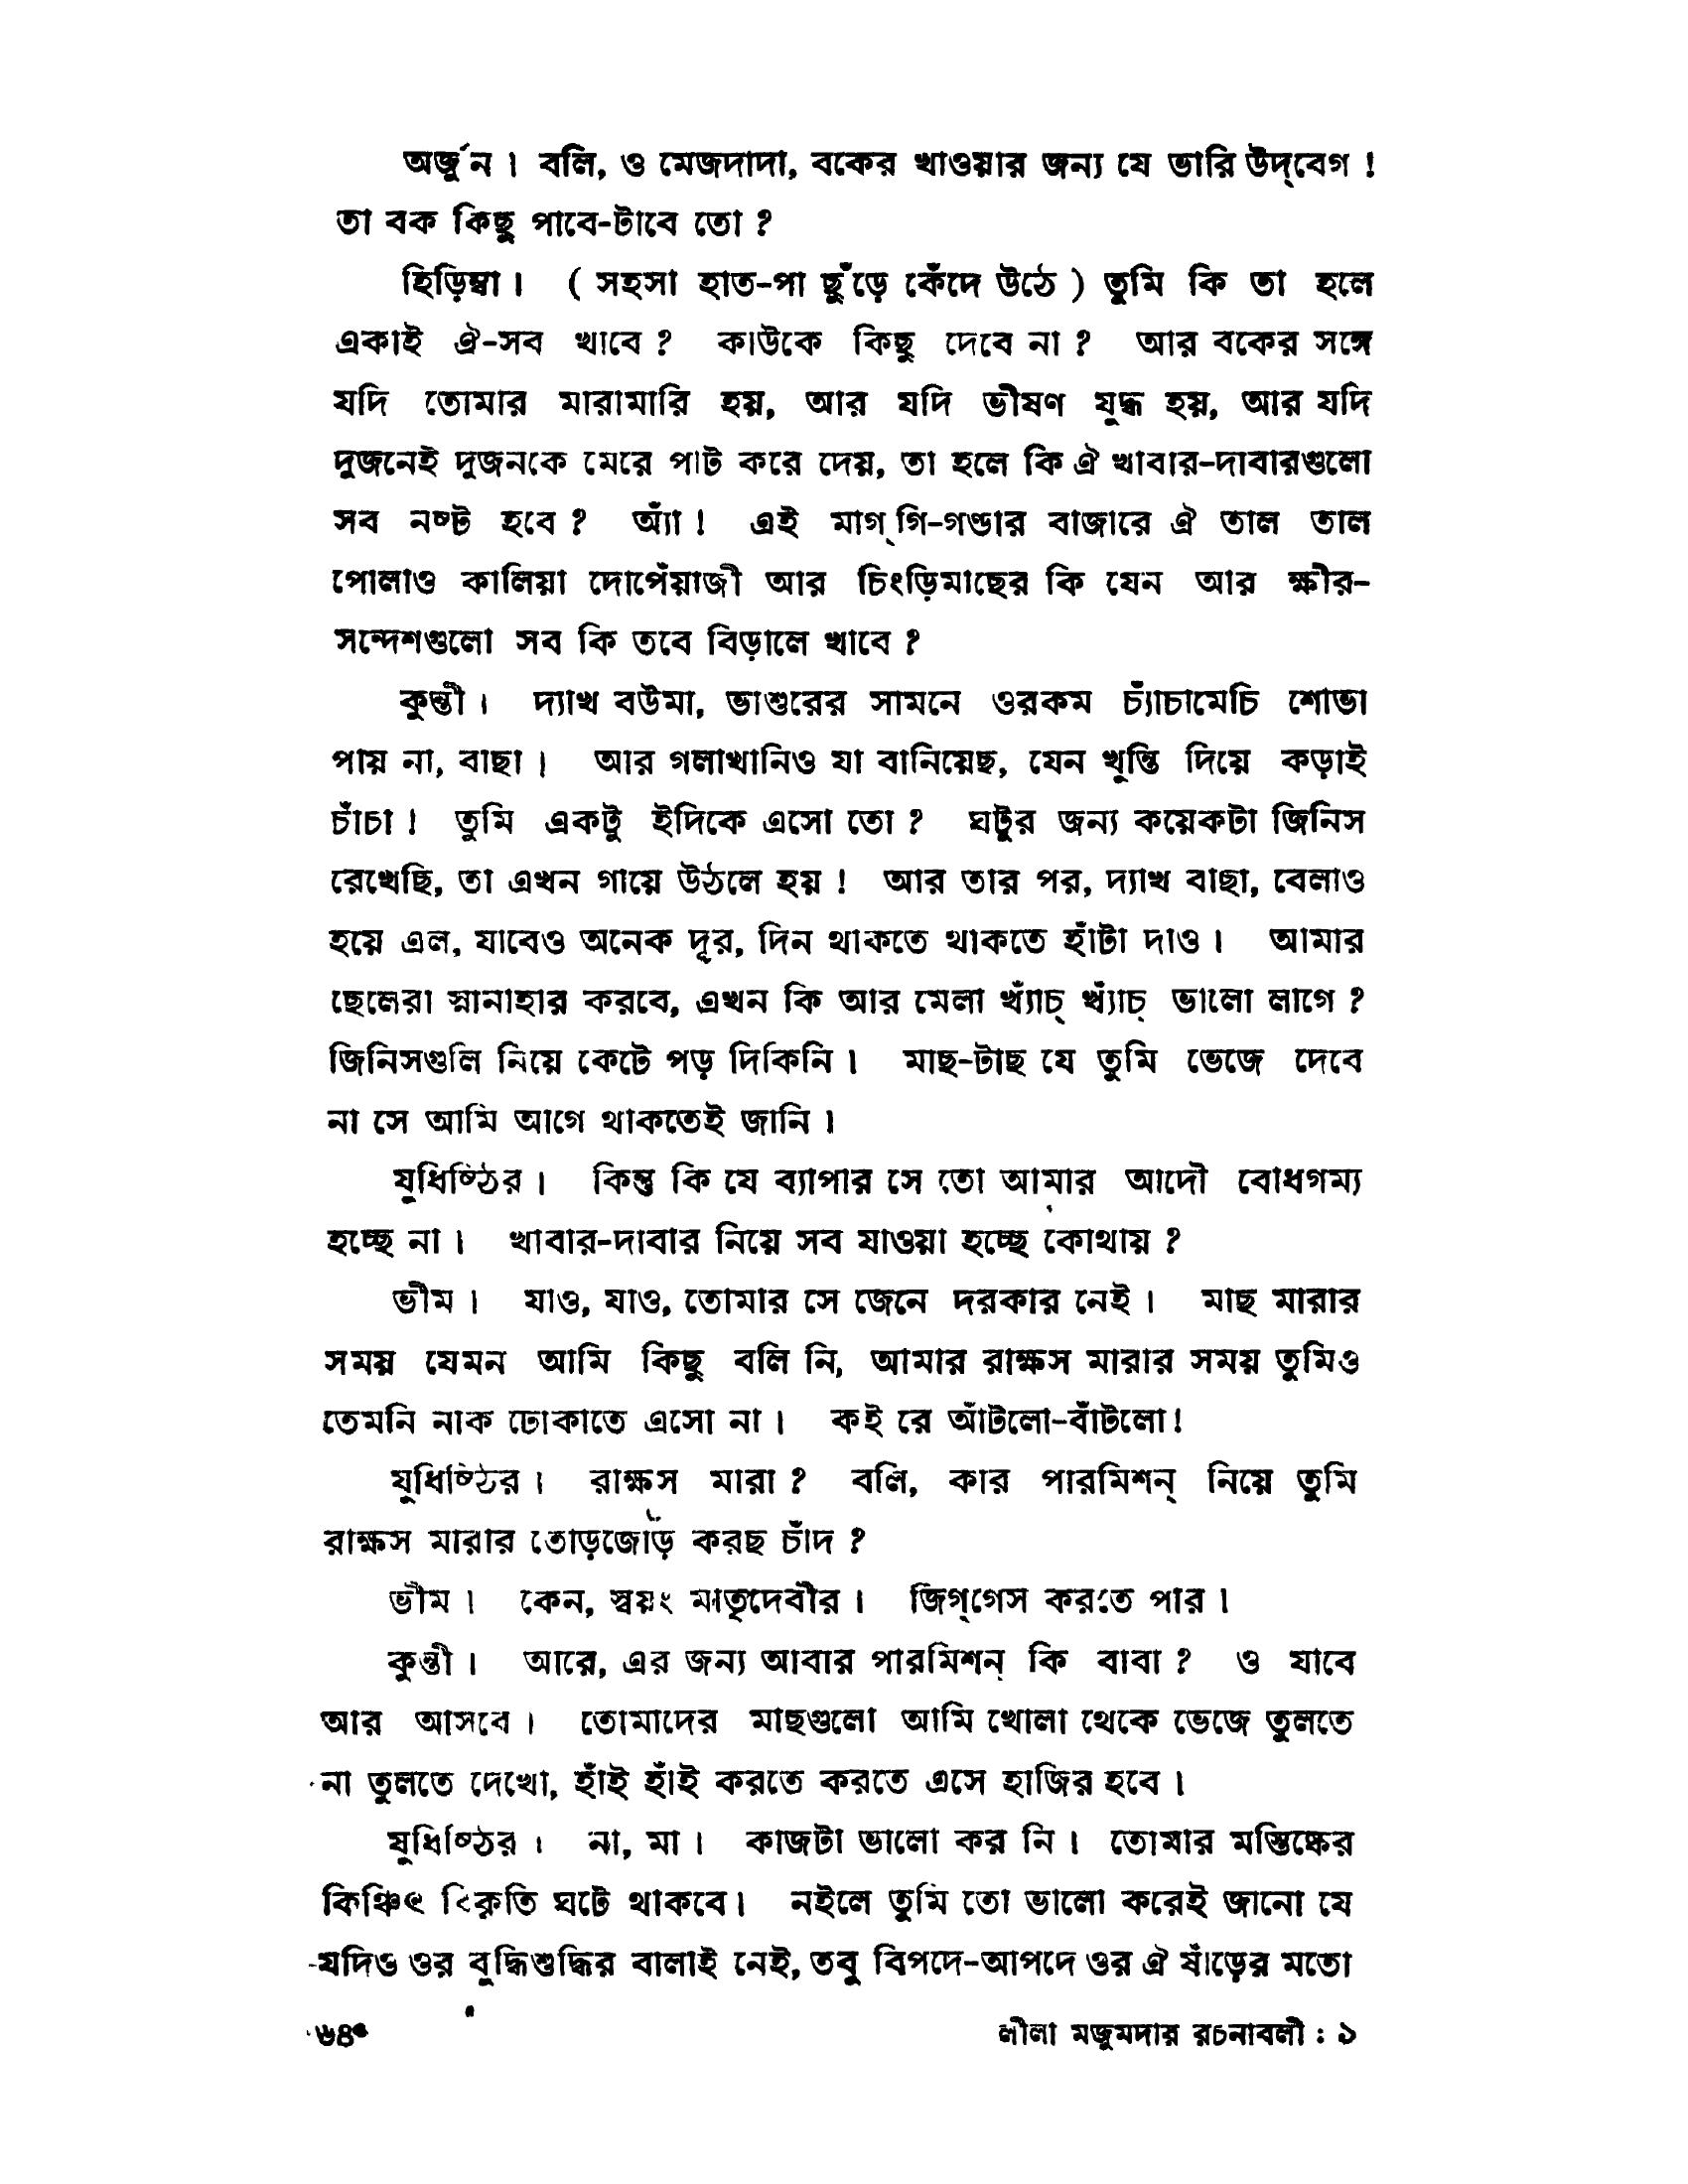 অর্জুন। বলি, ও মেজদাদা, বকের খাওয়ার জন্য যে ভারি উদ্‌বেগ !
তা বক কিছু পাবে-টাবে তো ?
হিড়িম্বা। ( সহসা হাত-পা ছুঁড়ে কেঁদে উঠে ) তুমি কি তা হলে
একাই ঐ-সব খাবে ? কাউকে কিছু দেবে না ? আর বকের সঙ্গে
যদি তোমার মারামারি হয়, আর যদি ভীষণ যুদ্ধ হয়, আর যদি
দুজনেই দুজনকে মেরে পাট করে দেয়, তা হলে কি ঐ খাবার-দাবারগুলো
সব নষ্ট হবে ? অ্যাঁ ! এই মাগ্‌গি-গণ্ডার বাজারে ঐ তাল তাল
পোলাও কালিয়া দোপেঁয়াজী আর চিংড়িমাছের কি যেন আর ক্ষীর-
সন্দেশগুলো সব কি তবে বিড়ালে খাবে ?
কুন্তী। দ্যাখ বউমা, ভাশুরের সামনে ওরকম চ্যাঁচামেচি শোভা
পায় না, বাছা। আর গলাখানিও যা বানিয়েছ, যেন খুন্তি দিয়ে কড়াই
চাঁচা ! তুমি একটু ইদিকে এসো তো ? ঘটুর জন্য কয়েকটা জিনিস
রেখেছি, তা এখন গায়ে উঠলে হয় ! আর তার পর, দ্যাখ বাছা, বেলাও
হয়ে এল, যাবেও অনেক দূর, দিন থাকতে থাকতে হাঁটা দাও। আমার
ছেলেরা স্নানাহার করবে, এখন কি আর মেলা খ্যাঁচ্ খ্যাঁচ্ ভালো লাগে ?
জিনিসগুলি নিয়ে কেটে পড় দিকিনি। মাছ-টাছ যে তুমি ভেজে দেবে
না সে আমি আগে থাকতেই জানি।
যুধিষ্ঠির। কিন্তু কি যে ব্যাপার সে তো আমার আদৌ বোধগম্য
হচ্ছে না। খাবার-দাবার নিয়ে সব যাওয়া হচ্ছে কোথায় ?
ভীম। যাও, যাও, তোমার সে জেনে দরকার নেই। মাছ মারার
সময় যেমন আমি কিছু বলি নি, আমার রাক্ষস মারার সময় তুমিও
তেমনি নাক ঢোকাতে এসো না। কই রে আঁটলো-বাঁটলো!
যুধিষ্ঠির। রাক্ষস মারা ? বলি, কার পারমিশন্ নিয়ে তুমি
রাক্ষস মারার তোড়জোড় করছ চাঁদ ?
ভীম। কেন, স্বয়ং মাতৃদেবীর। জিগ্‌গেস করতে পার।
কুন্তী। আরে, এর জন্য আবার পারমিশন্ কি বাবা ? ও যাবে
আর আসবে। তোমাদের মাছগুলো আমি খোলা থেকে ভেজে তুলতে
না তুলতে দেখো, হাঁই হাঁই করতে করতে এসে হাজির হবে।
যুধিষ্ঠির। না, মা। কাজটা ভালো কর নি। তোমার মস্তিষ্কের
কিঞ্চিৎ বিকৃতি ঘটে থাকবে। নইলে তুমি তো ভালো করেই জানো যে
যদিও ওর বুদ্ধিশুদ্ধির বালাই নেই, তবু বিপদে-আপদে ওর ঐ ষাঁড়ের মতো
লীলা মজুমদার রচনাবলী : ১